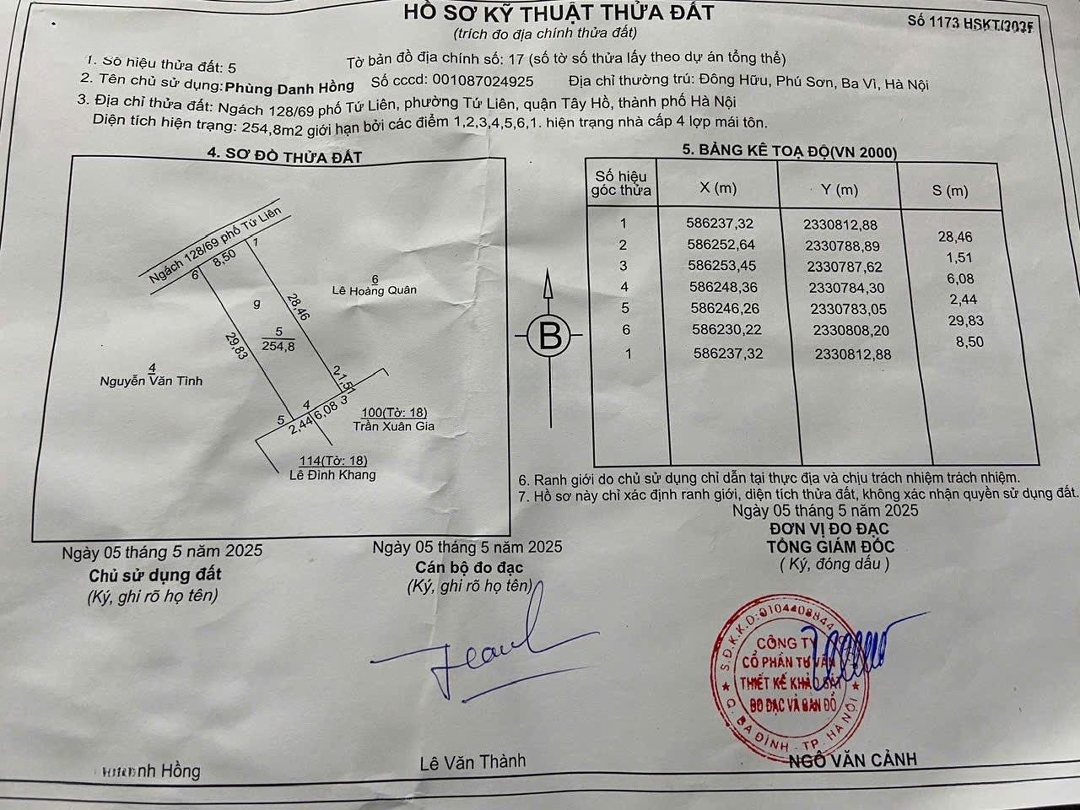 HỒ SƠ KỸ THUẬT THỬA ĐẤT
Số 1173 HSKT/2025
(trích đo địa chính thửa đất)
1. Số hiệu thửa đất: 5 Tờ bản đồ địa chính số: 17 (số tờ số thửa lấy theo dự án tổng thể)
2. Tên chủ sử dụng: Phùng Danh Hồng Số cccd: 001087024925 Địa chỉ thường trú: Đông Hữu, Phú Sơn, Ba Vì, Hà Nội
3. Địa chỉ thửa đất: Ngách 128/69 phố Tứ Liên, phường Tứ Liên, quận Tây Hồ, thành phố Hà Nội
Diện tích hiện trạng: 254,8m2 giới hạn bởi các điểm 1,2,3,4,5,6,1. hiện trạng nhà cấp 4 lợp mái tôn.
4. SƠ ĐỒ THỬA ĐẤT
Ngách 128/69 phố Tứ Liên
6
8,50
1
g
28,46
5
254,8
29,83
6
Lê Hoàng Quân
4
Nguyễn Văn Tình
2
1,51
3
4
6,08
5
2,44
100(Tờ: 18)
Trần Xuân Gia
114(Tờ: 18)
Lê Đình Khang
B
5. BẢNG KÊ TOẠ ĐỘ(VN 2000)
Số hiệu góc thửa X (m) Y (m) S (m)
1 586237,32 2330812,88
28,46
2 586252,64 2330788,89
1,51
3 586253,45 2330787,62
6,08
4 586248,36 2330784,30
2,44
5 586246,26 2330783,05
29,83
6 586230,22 2330808,20
8,50
1 586237,32 2330812,88
6. Ranh giới do chủ sử dụng chỉ dẫn tại thực địa và chịu trách nhiệm trách nhiệm.
7. Hồ sơ này chỉ xác định ranh giới, diện tích thửa đất, không xác nhận quyền sử dụng đất.
Ngày 05 tháng 5 năm 2025
Chủ sử dụng đất
(Ký, ghi rõ họ tên)
Ngày 05 tháng 5 năm 2025
Cán bộ đo đạc
(Ký, ghi rõ họ tên)
Ngày 05 tháng 5 năm 2025
ĐƠN VỊ ĐO ĐẠC
TỔNG GIÁM ĐỐC
( Ký, đóng dấu )
S.Đ.K.K.D:0104408844
CÔNG TY
CỔ PHẦN TƯ VẤN
THIẾT KẾ KHẢO SÁT
ĐO ĐẠC VÀ BẢN ĐỒ
Q. BA ĐÌNH - TP. HÀ NỘI
Hồng
Lê Văn Thành
NGÔ VĂN CẢNH